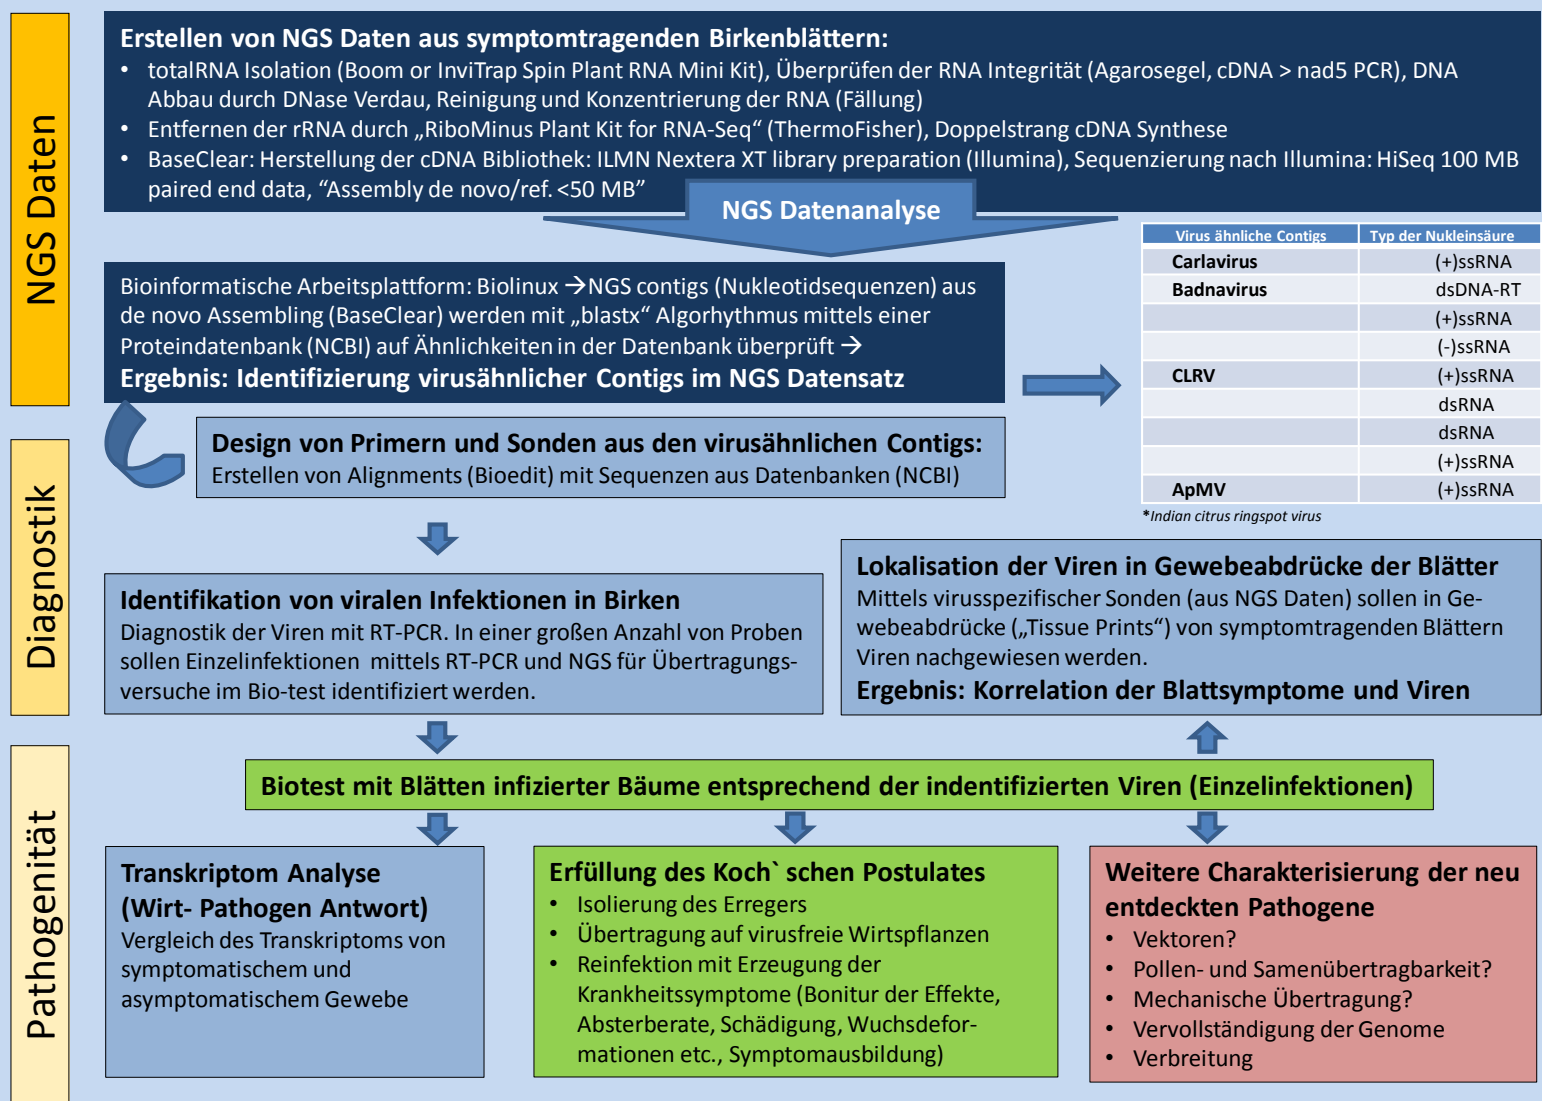 NGS Daten
Erstellen von NGS Daten aus symptomtragenden Birkenblättern:
• totalRNA Isolation (Boom or InviTrap Spin Plant RNA Mini Kit), Überprüfen der RNA Integrität (Agarosegel, cDNA > nad5 PCR), DNA
Abbau durch DNase Verdau, Reinigung und Konzentrierung der RNA (Fällung)
• Entfernen der rRNA durch „RiboMinus Plant Kit for RNA-Seq“ (ThermoFisher), Doppelstrang cDNA Synthese
• BaseClear: Herstellung der cDNA Bibliothek: ILMN Nextera XT library preparation (Illumina), Sequenzierung nach Illumina: HiSeq 100 MB
paired end data, “Assembly de novo/ref. <50 MB”
NGS Datenanalyse
Bioinformatische Arbeitsplattform: Biolinux →NGS contigs (Nukleotidsequenzen) aus
de novo Assembling (BaseClear) werden mit „blastx“ Algorhythmus mittels einer
Proteindatenbank (NCBI) auf Ähnlichkeiten in der Datenbank überprüft →
Ergebnis: Identifizierung virusähnlicher Contigs im NGS Datensatz
Virus ähnliche Contigs Typ der Nukleinsäure
Carlavirus (+)ssRNA
Badnavirus dsDNA-RT
(+)ssRNA
(-)ssRNA
CLRV (+)ssRNA
dsRNA
dsRNA
(+)ssRNA
ApMV (+)ssRNA
*Indian citrus ringspot virus
Diagnostik
Design von Primern und Sonden aus den virusähnlichen Contigs:
Erstellen von Alignments (Bioedit) mit Sequenzen aus Datenbanken (NCBI)
Identifikation von viralen Infektionen in Birken
Diagnostik der Viren mit RT-PCR. In einer großen Anzahl von Proben
sollen Einzelinfektionen mittels RT-PCR und NGS für Übertragungs-
versuche im Bio-test identifiziert werden.
Lokalisation der Viren in Gewebeabdrücke der Blätter
Mittels virusspezifischer Sonden (aus NGS Daten) sollen in Ge-
webeabdrücke („Tissue Prints“) von symptomtragenden Blättern
Viren nachgewiesen werden.
Ergebnis: Korrelation der Blattsymptome und Viren
Pathogenität
Biotest mit Blätten infizierter Bäume entsprechend der indentifizierten Viren (Einzelinfektionen)
Transkriptom Analyse
(Wirt- Pathogen Antwort)
Vergleich des Transkriptoms von
symptomatischem und
asymptomatischem Gewebe
Erfüllung des Koch` schen Postulates
• Isolierung des Erregers
• Übertragung auf virusfreie Wirtspflanzen
• Reinfektion mit Erzeugung der
Krankheitssymptome (Bonitur der Effekte,
Absterberate, Schädigung, Wuchsdefor-
mationen etc., Symptomausbildung)
Weitere Charakterisierung der neu
entdeckten Pathogene
• Vektoren?
• Pollen- und Samenübertragbarkeit?
• Mechanische Übertragung?
• Vervollständigung der Genome
• Verbreitung